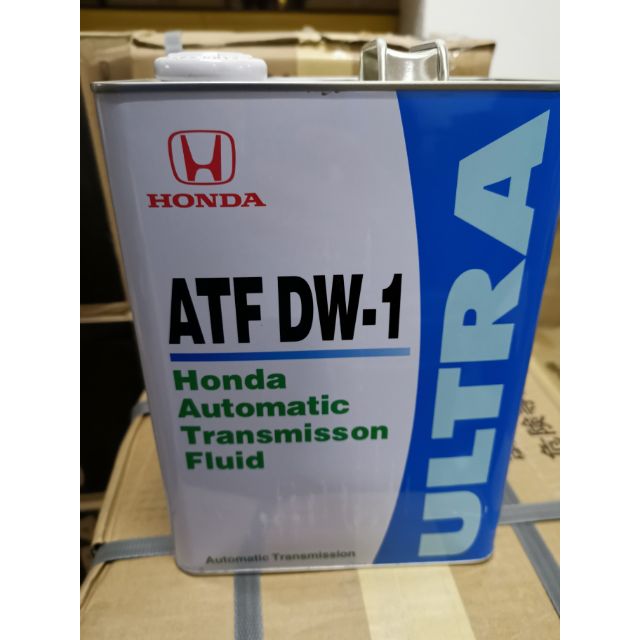 HONDA
ATF DW-1
Honda
Automatic
Transmisson
Fluid
Automatic Transmission
ULTRA